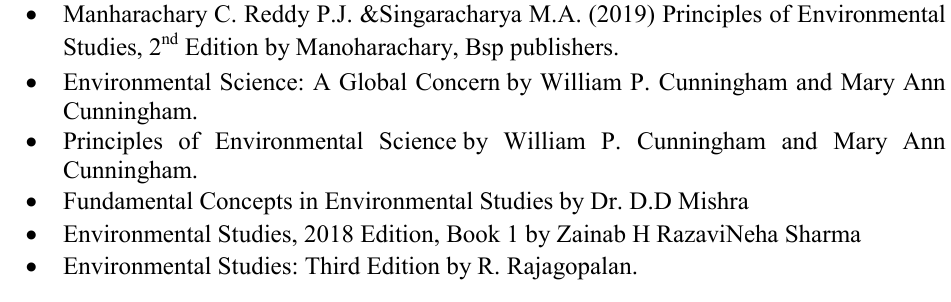 • Manharachary C. Reddy P.J. &Singaracharya M.A. (2019) Principles of Environmental
Studies, 2nd Edition by Manoharachary, Bsp publishers.
• Environmental Science: A Global Concern by William P. Cunningham and Mary Ann
Cunningham.
• Principles of Environmental Science by William P. Cunningham and Mary Ann
Cunningham.
• Fundamental Concepts in Environmental Studies by Dr. D.D Mishra
• Environmental Studies, 2018 Edition, Book 1 by Zainab H RazaviNeha Sharma
• Environmental Studies: Third Edition by R. Rajagopalan.